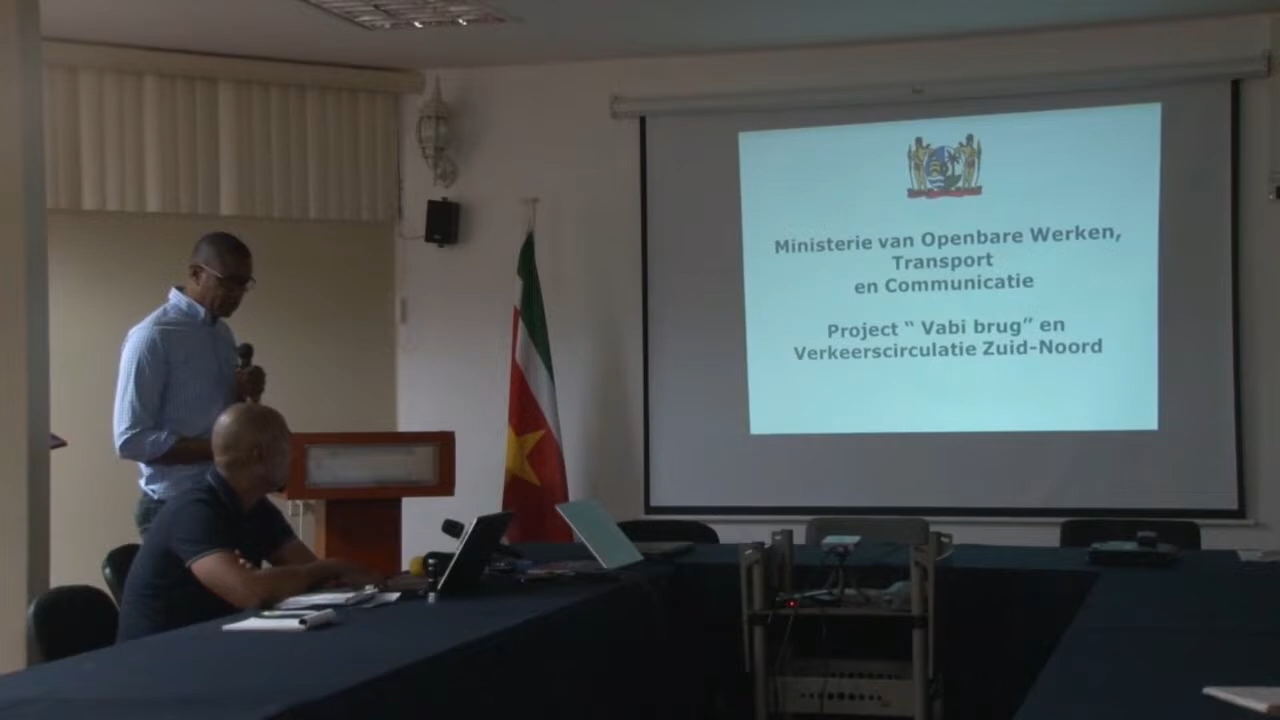 Ministerie van Openbare Werken,
Transport
en Communicatie
Project “ Vabi brug” en
Verkeerscirculatie Zuid-Noord